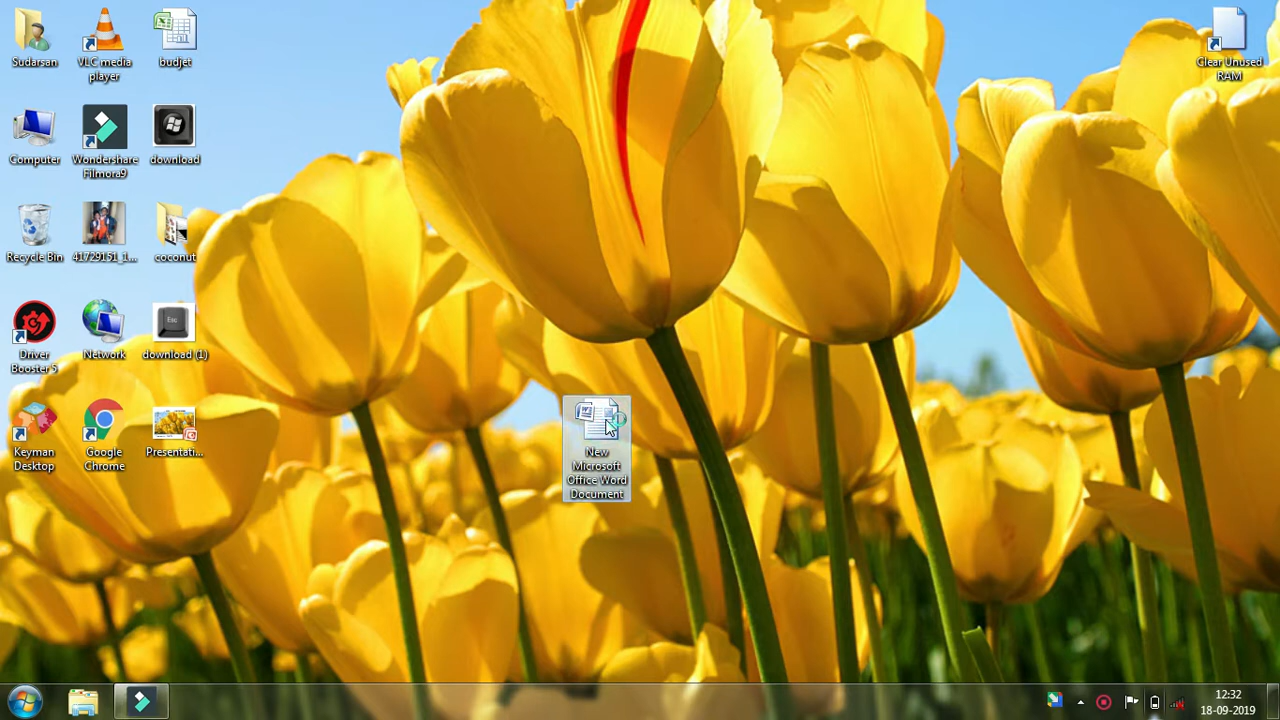 Sudarsan
VLC media
player
budjet
Clear Unused
RAM
Computer
Wondershare
Filmora9
download
Recycle Bin
41729151_1...
coconut
Driver
Booster 5
Network
download (1)
Esc
Keyman
Desktop
Google
Chrome
Presentati...
New
Microsoft
Office Word
Document
12:32
18-09-2019